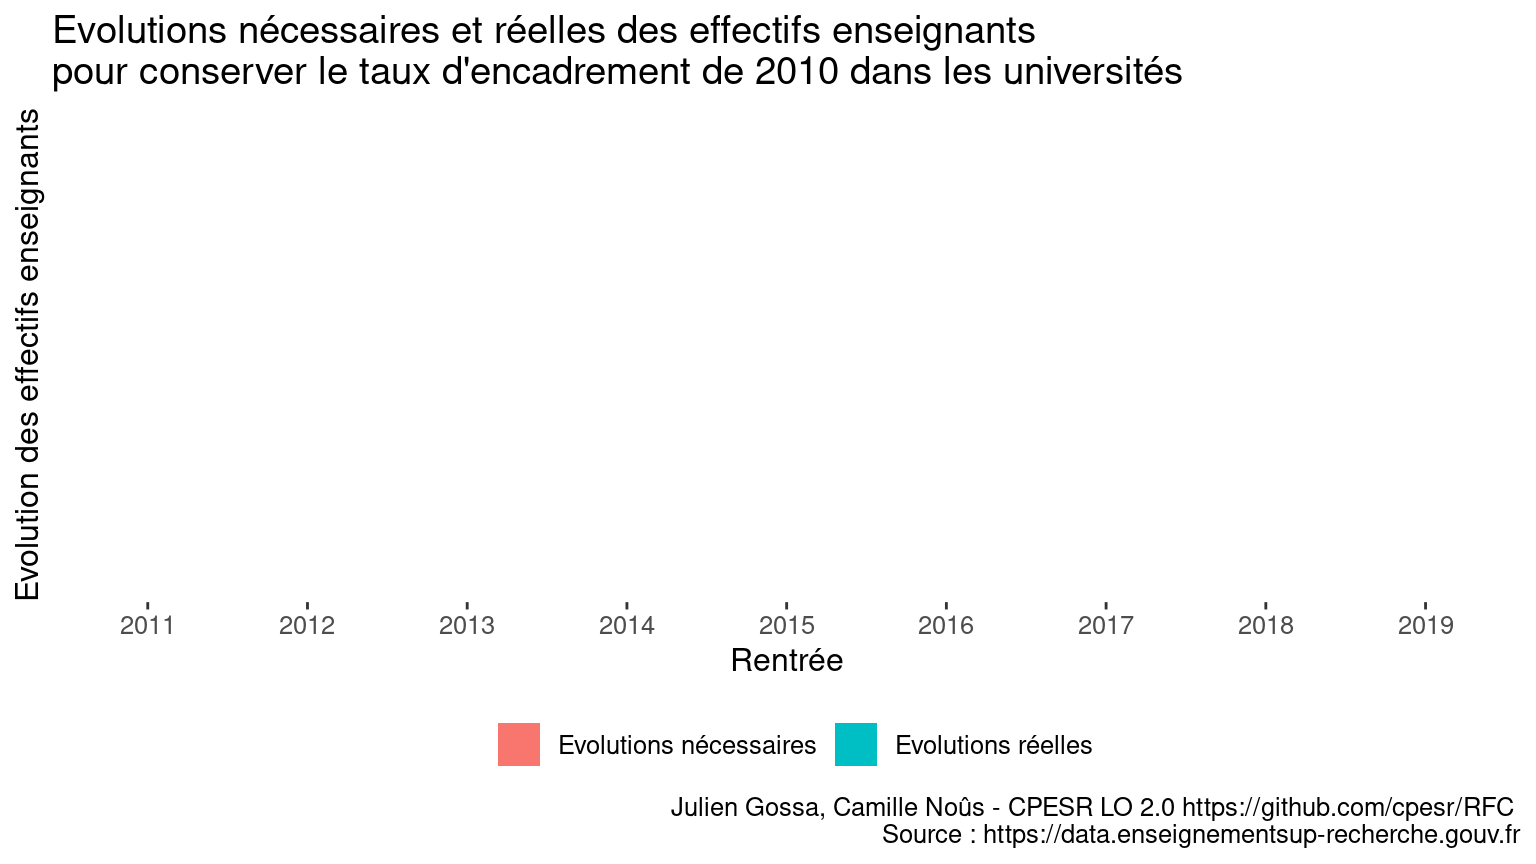 Evolutions nécessaires et réelles des effectifs enseignants
pour conserver le taux d'encadrement de 2010 dans les universités
Evolution des effectifs enseignants
2011 2012 2013 2014 2015 2016 2017 2018 2019
Rentrée
Evolutions nécessaires Evolutions réelles
Julien Gossa, Camille Noûs - CPESR LO 2.0 https://github.com/cpesr/RFC
Source : https://data.enseignementsup-recherche.gouv.fr